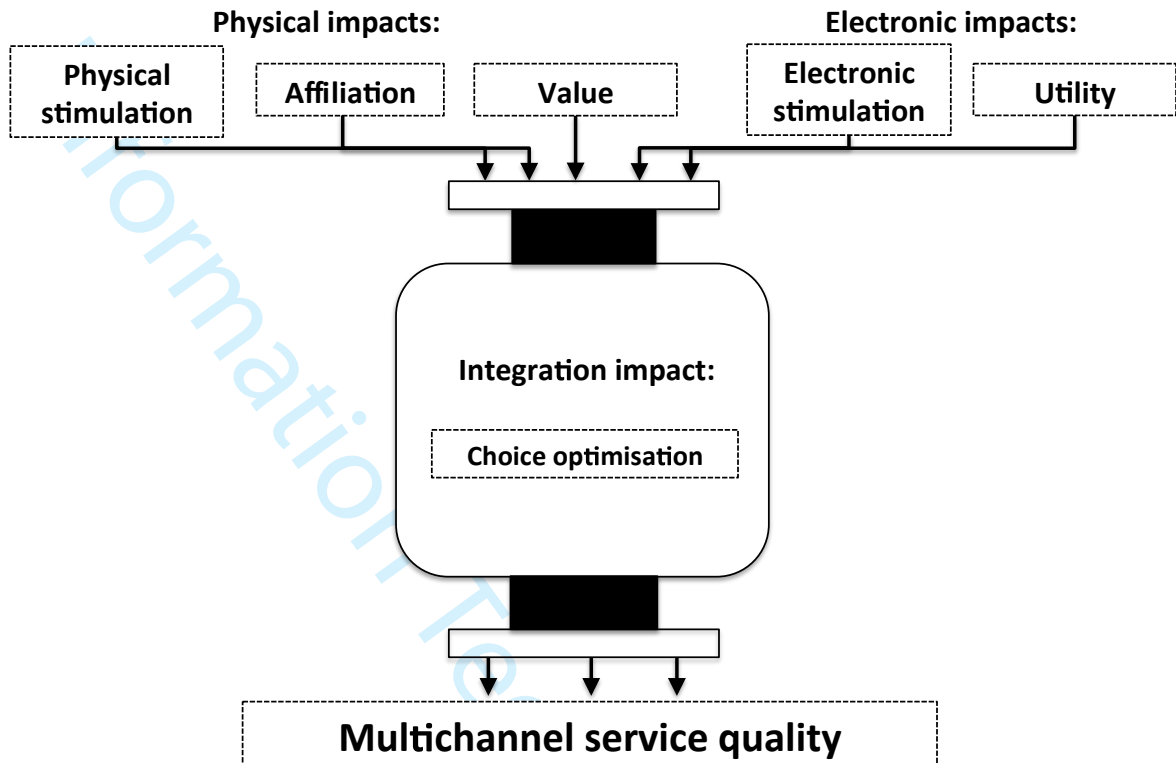 Physical impacts:
Electronic impacts:
Physical
stimulation
Affiliation
Value
Electronic
stimulation
Utility
Integration impact:
Choice optimisation
Multichannel service quality